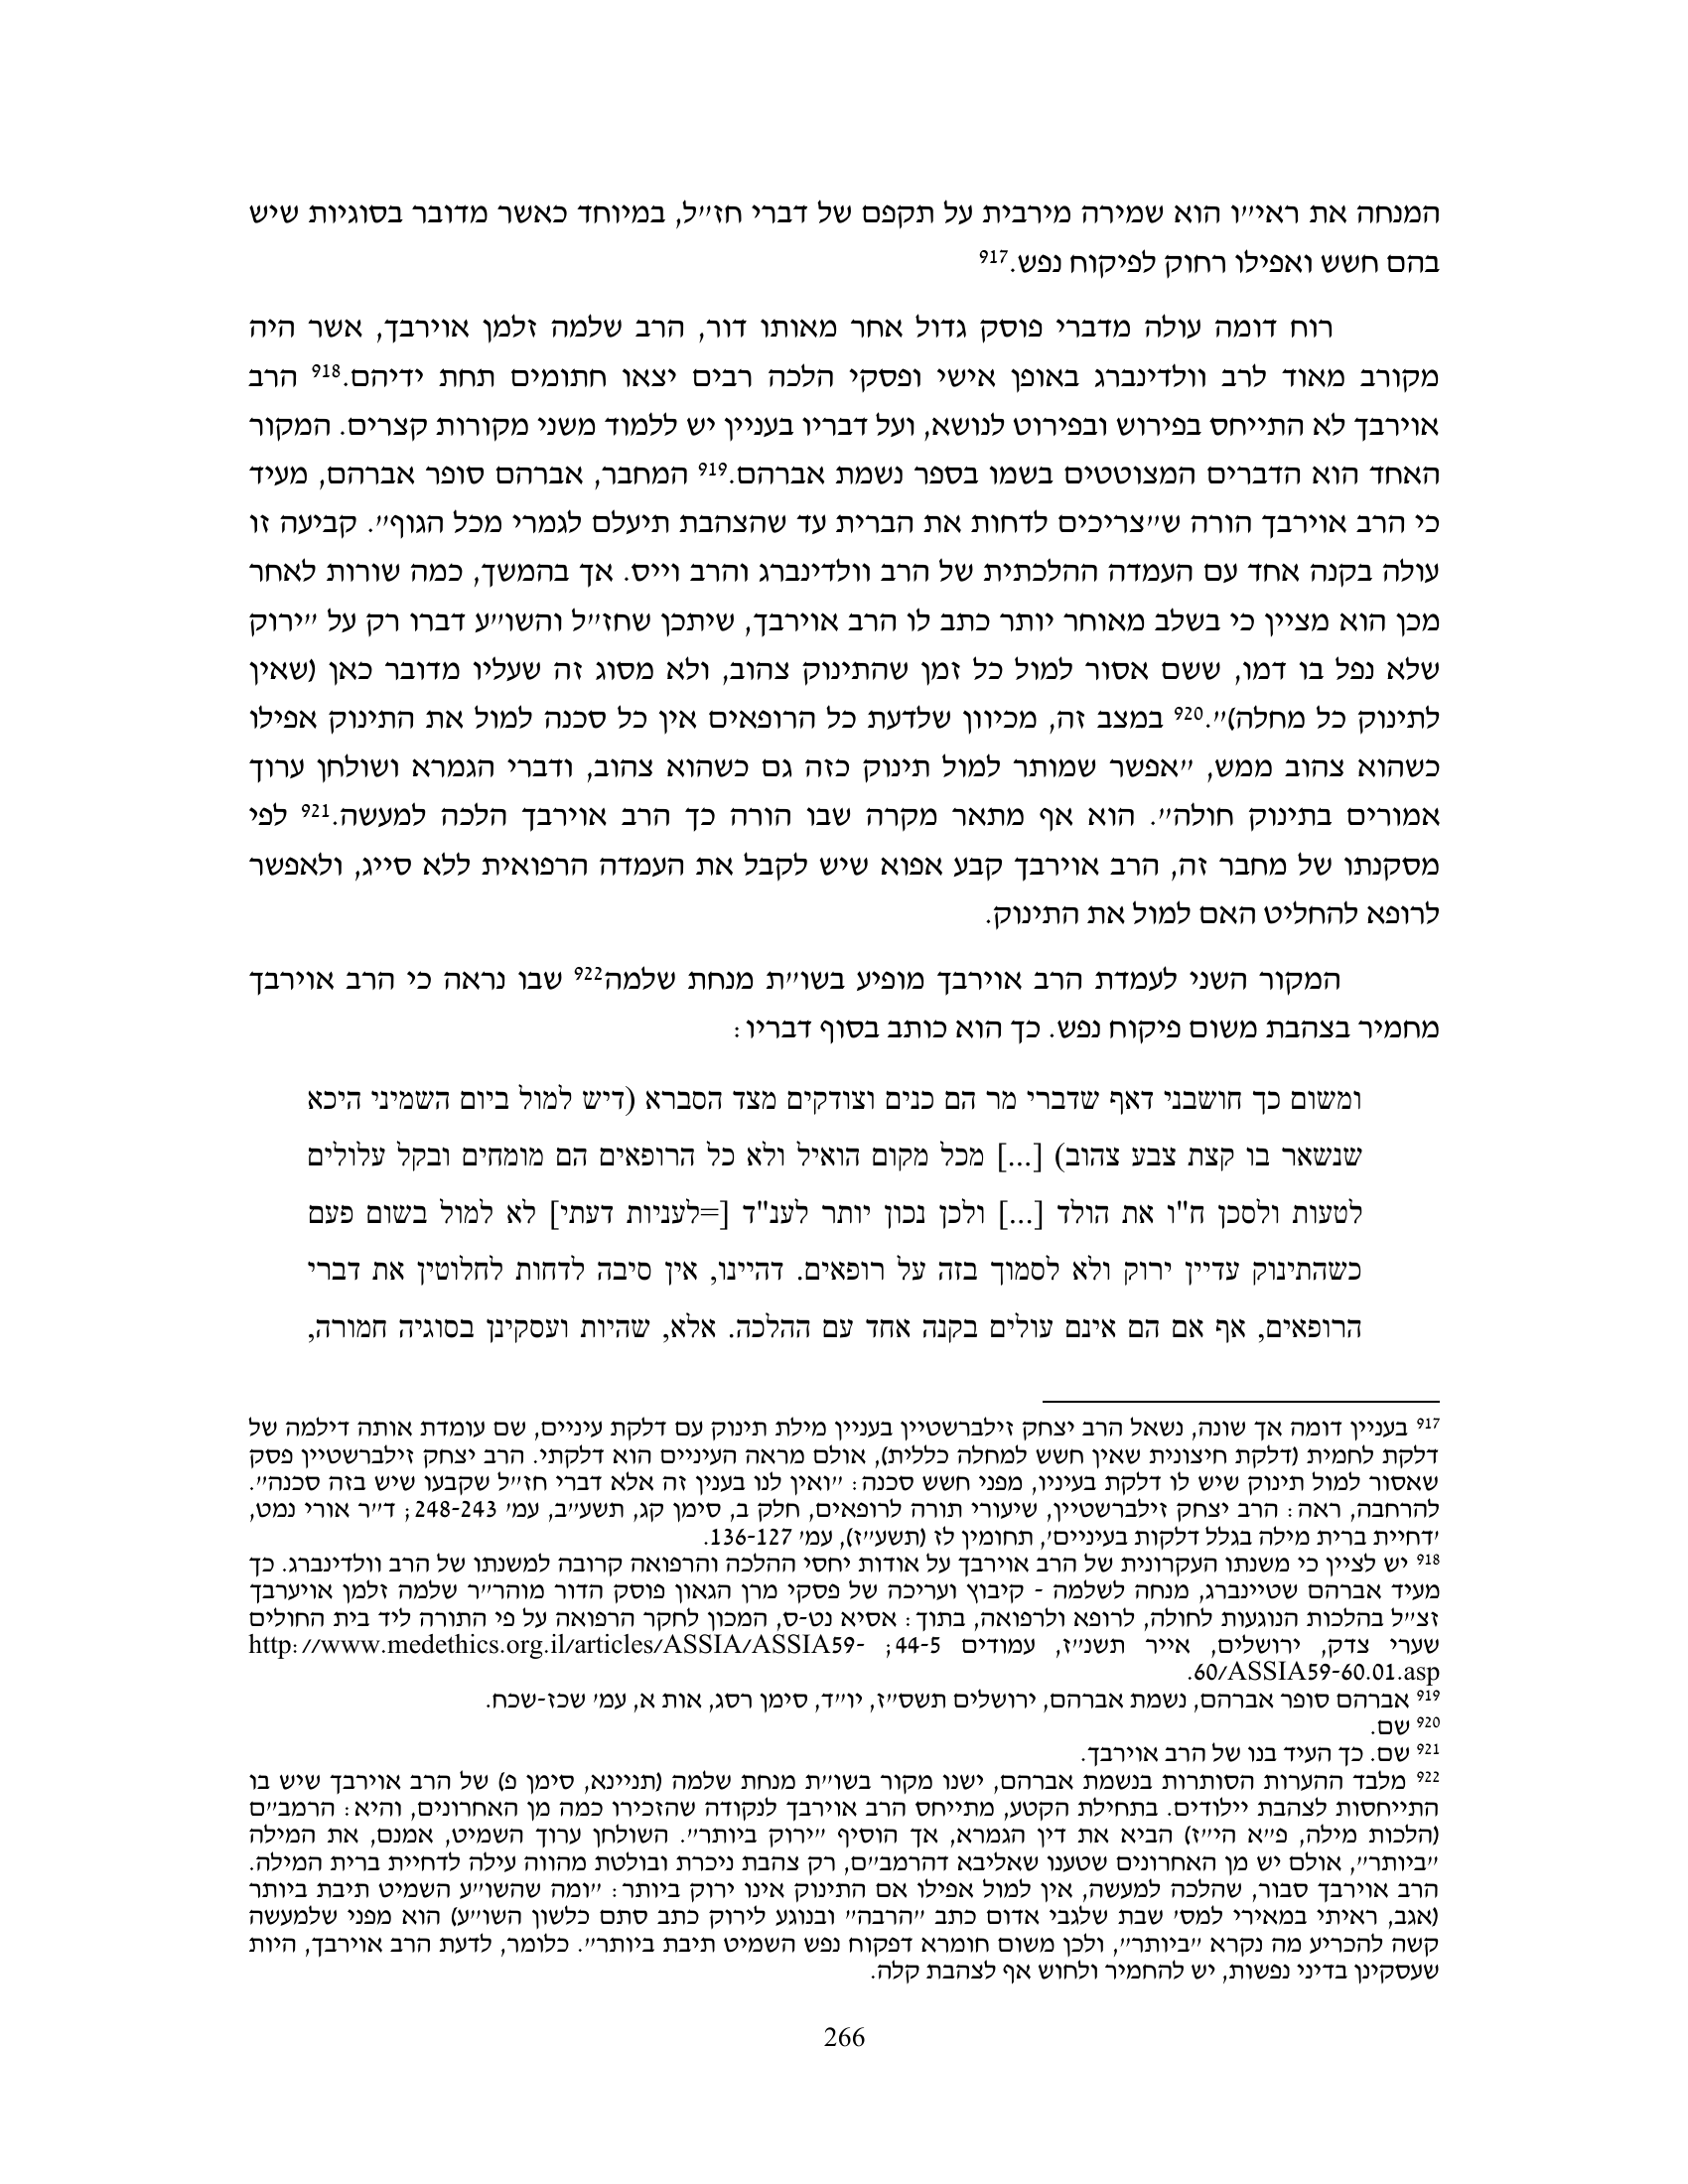 המנחה את ראי״ו הוא שמירה מירבית על תקפם של דברי חז״ל, במיוחד כאשר מדובר בסוגיות שיש
בהם חשש ואפילו רחוק לפיקוח נפש.917
רוח דומה עולה מדברי פוסק גדול אחר מאותו דור, הרב שלמה זלמן אוירבך, אשר היה
מקורב מאוד לרב וולדינברג באופן אישי ופסקי הלכה רבים יצאו חתומים תחת ידיהם.918 הרב
אוירבך לא התייחס בפירוש ובפירוט לנושא, ועל דבריו בעניין יש ללמוד משני מקורות קצרים. המקור
האחד הוא הדברים המצוטטים בשמו בספר נשמת אברהם.919 המחבר, אברהם סופר אברהם, מעיד
כי הרב אוירבך הורה ש״צריכים לדחות את הברית עד שהצהבת תיעלם לגמרי מכל הגוף״. קביעה זו
עולה בקנה אחד עם העמדה ההלכתית של הרב וולדינברג והרב וייס. אך בהמשך, כמה שורות לאחר
מכן הוא מציין כי בשלב מאוחר יותר כתב לו הרב אוירבך, שיתכן שחז״ל והשו״ע דברו רק על ״ירוק
שלא נפל בו דמו, ששם אסור למול כל זמן שהתינוק צהוב, ולא מסוג זה שעליו מדובר כאן (שאין
לתינוק כל מחלה)״.920 במצב זה, מכיוון שלדעת כל הרופאים אין כל סכנה למול את התינוק אפילו
כשהוא צהוב ממש, ״אפשר שמותר למול תינוק כזה גם כשהוא צהוב, ודברי הגמרא ושולחן ערוך
אמורים בתינוק חולה״. הוא אף מתאר מקרה שבו הורה כך הרב אוירבך הלכה למעשה.921 לפי
מסקנתו של מחבר זה, הרב אוירבך קבע אפוא שיש לקבל את העמדה הרפואית ללא סייג, ולאפשר
לרופא להחליט האם למול את התינוק.
המקור השני לעמדת הרב אוירבך מופיע בשו״ת מנחת שלמה922 שבו נראה כי הרב אוירבך
מחמיר בצהבת משום פיקוח נפש. כך הוא כותב בסוף דבריו:
ומשום כך חושבני דאף שדברי מר הם כנים וצודקים מצד הסברא (דיש למול ביום השמיני היכא
שנשאר בו קצת צבע צהוב) [...] מכל מקום הואיל ולא כל הרופאים הם מומחים ובקל עלולים
לטעות ולסכן ח"ו את הולד [...] ולכן נכון יותר לענ"ד [=לעניות דעתי] לא למול בשום פעם
כשהתינוק עדיין ירוק ולא לסמוך בזה על רופאים. דהיינו, אין סיבה לדחות לחלוטין את דברי
הרופאים, אף אם הם אינם עולים בקנה אחד עם ההלכה. אלא, שהיות ועסקינן בסוגיה חמורה,
917 בעניין דומה אך שונה, נשאל הרב יצחק זילברשטיין בעניין מילת תינוק עם דלקת עיניים, שם עומדת אותה דילמה של
דלקת לחמית (דלקת חיצונית שאין חשש למחלה כללית), אולם מראה העיניים הוא דלקתי. הרב יצחק זילברשטיין פסק
שאסור למול תינוק שיש לו דלקת בעיניו, מפני חשש סכנה: ״ואין לנו בענין זה אלא דברי חז״ל שקבעו שיש בזה סכנה״.
להרחבה, ראה: הרב יצחק זילברשטיין, שיעורי תורה לרופאים, חלק ב, סימן קג, תשע״ב, עמ׳ 248-243; ד״ר אורי נמט,
׳דחיית ברית מילה בגלל דלקות בעיניים׳, תחומין לז (תשע״ז), עמ׳ 136-127.
918 יש לציין כי משנתו העקרונית של הרב אוירבך על אודות יחסי ההלכה והרפואה קרובה למשנתו של הרב וולדינברג. כך
מעיד אברהם שטיינברג, מנחה לשלמה - קיבוץ ועריכה של פסקי מרן הגאון פוסק הדור מוהר״ר שלמה זלמן אויערבך
זצ״ל בהלכות הנוגעות לחולה, לרופא ולרפואה, בתוך: אסיא נט-ס, המכון לחקר הרפואה על פי התורה ליד בית החולים
שערי צדק, ירושלים, אייר תשנ״ז, עמודים 44-5; http://www.medethics.org.il/articles/ASSIA/ASSIA59-
60/ASSIA59-60.01.asp.
919 אברהם סופר אברהם, נשמת אברהם, ירושלים תשס״ז, יו״ד, סימן רסג, אות א, עמ׳ שכז-שכח.
920 שם.
921 שם. כך העיד בנו של הרב אוירבך.
922 מלבד ההערות הסותרות בנשמת אברהם, ישנו מקור בשו״ת מנחת שלמה (תניינא, סימן פ) של הרב אוירבך שיש בו
התייחסות לצהבת יילודים. בתחילת הקטע, מתייחס הרב אוירבך לנקודה שהזכירו כמה מן האחרונים, והיא: הרמב״ם
(הלכות מילה, פ״א הי״ז) הביא את דין הגמרא, אך הוסיף ״ירוק ביותר״. השולחן ערוך השמיט, אמנם, את המילה
״ביותר״, אולם יש מן האחרונים שטענו שאליבא דהרמב״ם, רק צהבת ניכרת ובולטת מהווה עילה לדחיית ברית המילה.
הרב אוירבך סבור, שהלכה למעשה, אין למול אפילו אם התינוק אינו ירוק ביותר: ״ומה שהשו״ע השמיט תיבת ביותר
(אגב, ראיתי במאירי למס׳ שבת שלגבי אדום כתב ״הרבה״ ובנוגע לירוק כתב סתם כלשון השו״ע) הוא מפני שלמעשה
קשה להכריע מה נקרא ״ביותר״, ולכן משום חומרא דפקוח נפש השמיט תיבת ביותר״. כלומר, לדעת הרב אוירבך, היות
שעסקינן בדיני נפשות, יש להחמיר ולחוש אף לצהבת קלה.
266